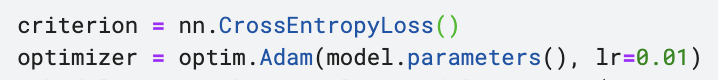 criterion = nn.CrossEntropyLoss()
optimizer = optim.Adam(model.parameters(), lr=0.01)